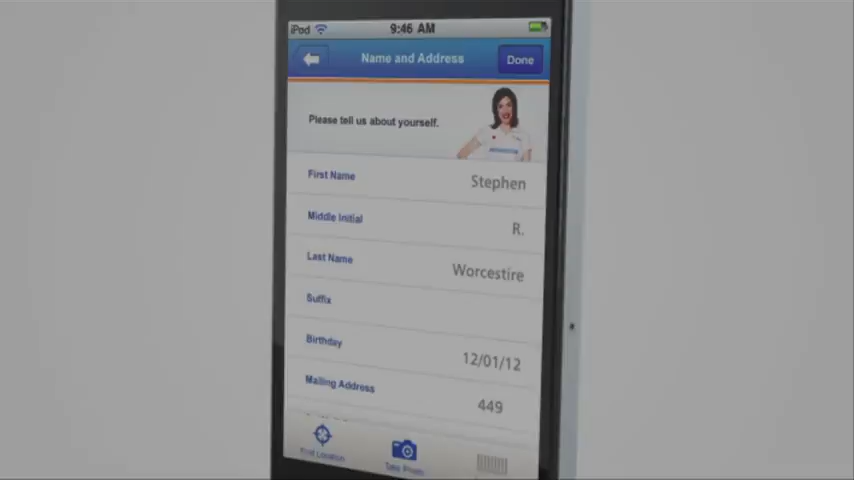 iPod 9:46 AM
Name and Address Done
Please tell us about yourself.
First Name Stephen
Middle Initial R.
Last Name Worcestire
Suffix
Birthday 12/01/12
Mailing Address 449
Find Location Take Photo